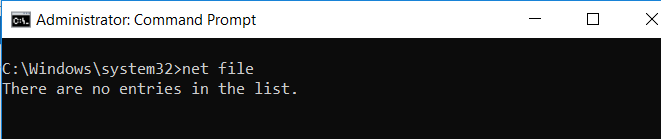 Administrator: Command Prompt
C:\Windows\system32>net file
There are no entries in the list.